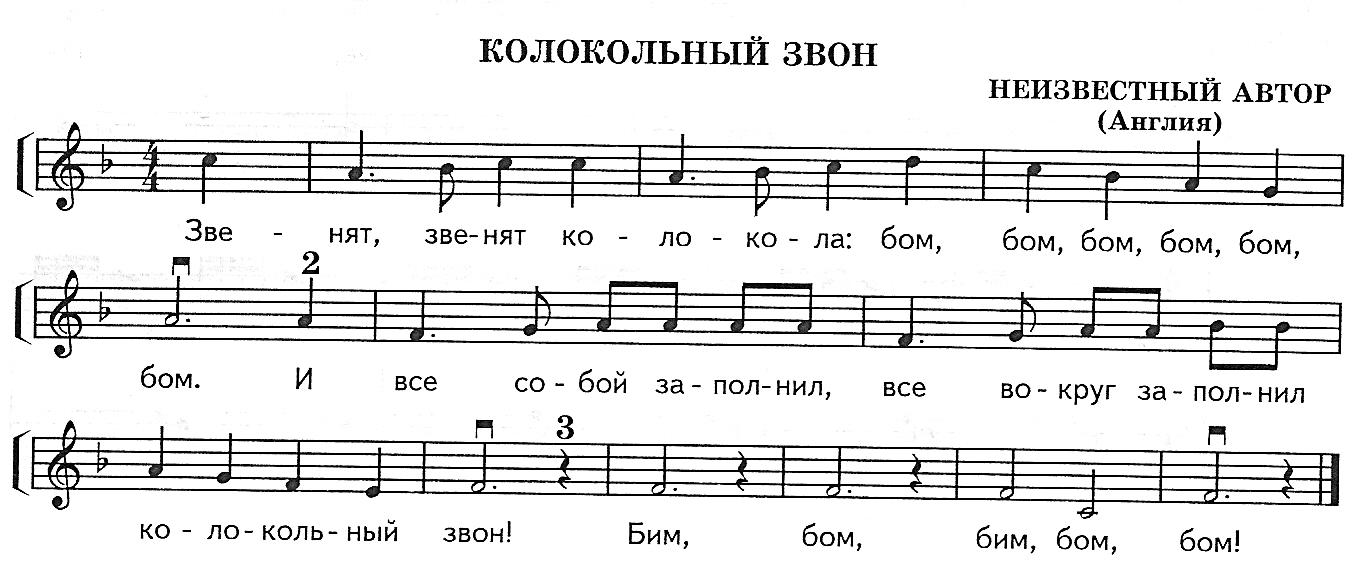 КОЛОКОЛЬНЫЙ ЗВОН
НЕИЗВЕСТНЫЙ АВТОР
(Англия)
4
4
Зве - нят, зве-нят ко - ло - ко - ла: бом, бом, бом, бом, бом,
2
бом. И все со - бой за - пол-нил, все во - круг за - пол-нил
3
ко - ло - коль - ный звон! Бим, бом, бим, бом, бом!